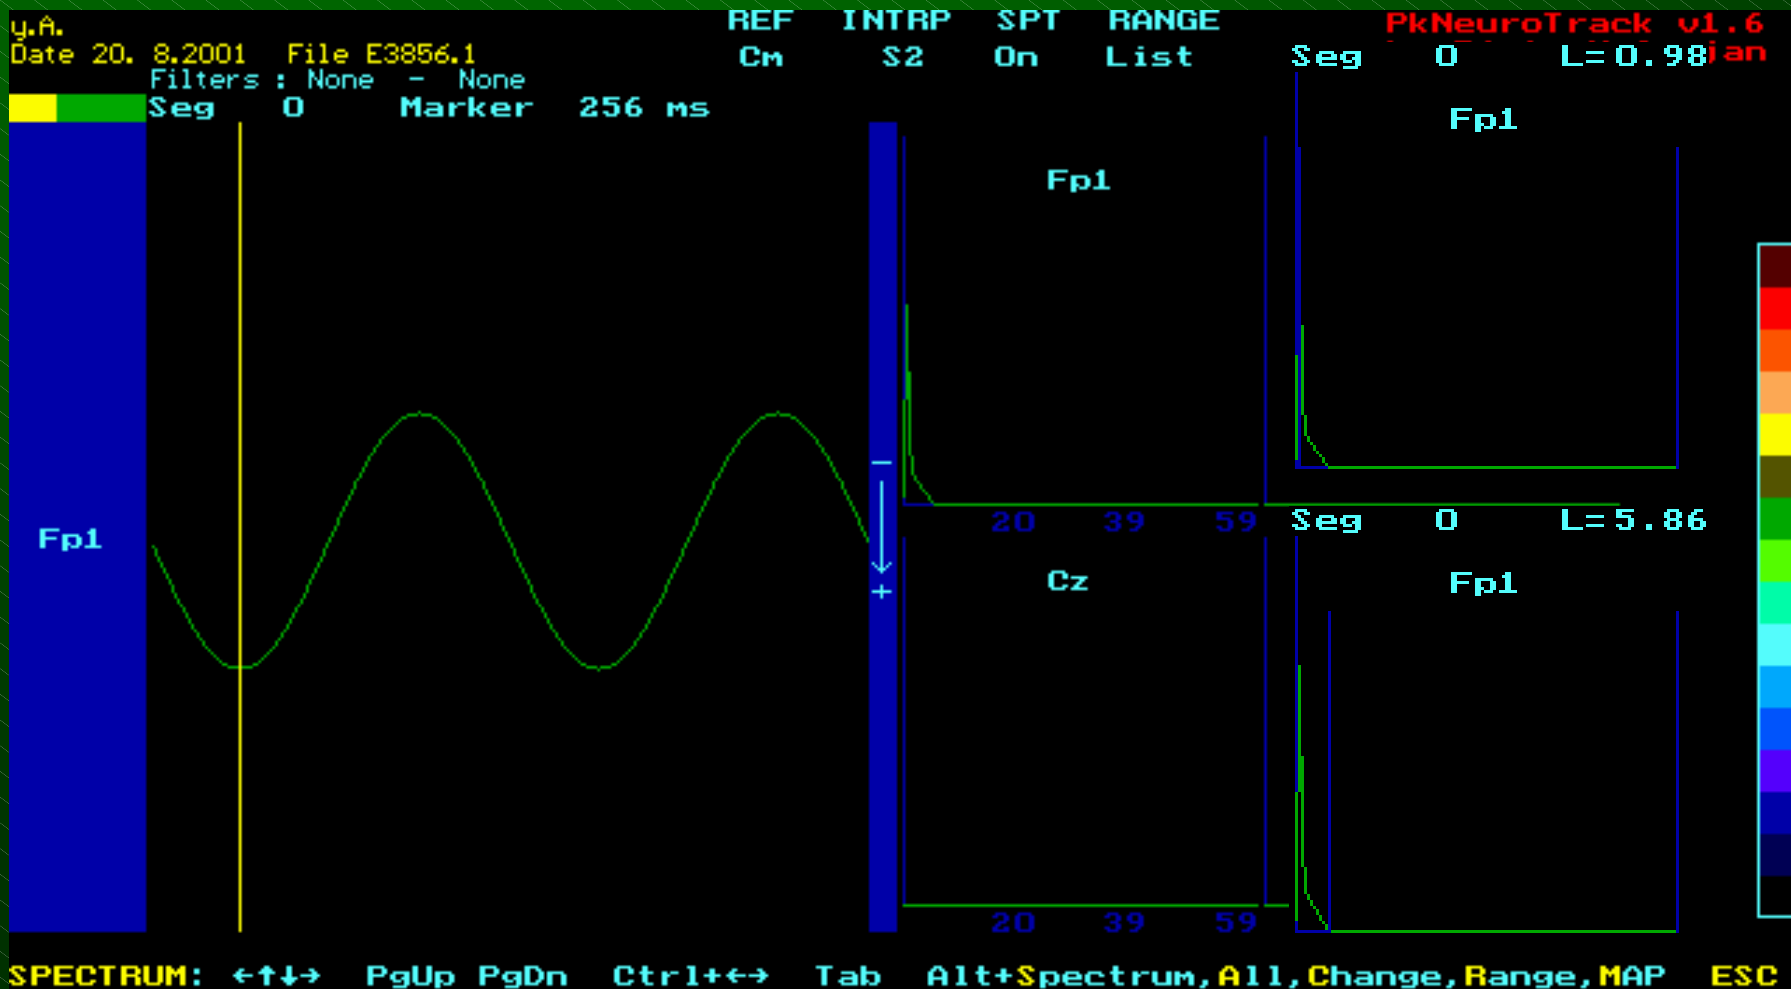 y.A.
REF INTRP SPT RANGE
PkNeuroTrack v1.6
Date 20. 8.2001 File E3856.1
Cm S2 On List
Seg 0 L=0.98
Filters : None - None
Seg 0 Marker 256 ms
Fp1
Fp1
Fp1
-
+
20 39 59
Seg 0 L=5.86
Cz
Fp1
20 39 59
SPECTRUM: ←↑↓→ PgUp PgDn Ctrl+←→ Tab Alt+Spectrum,All,Change,Range,MAP ESC